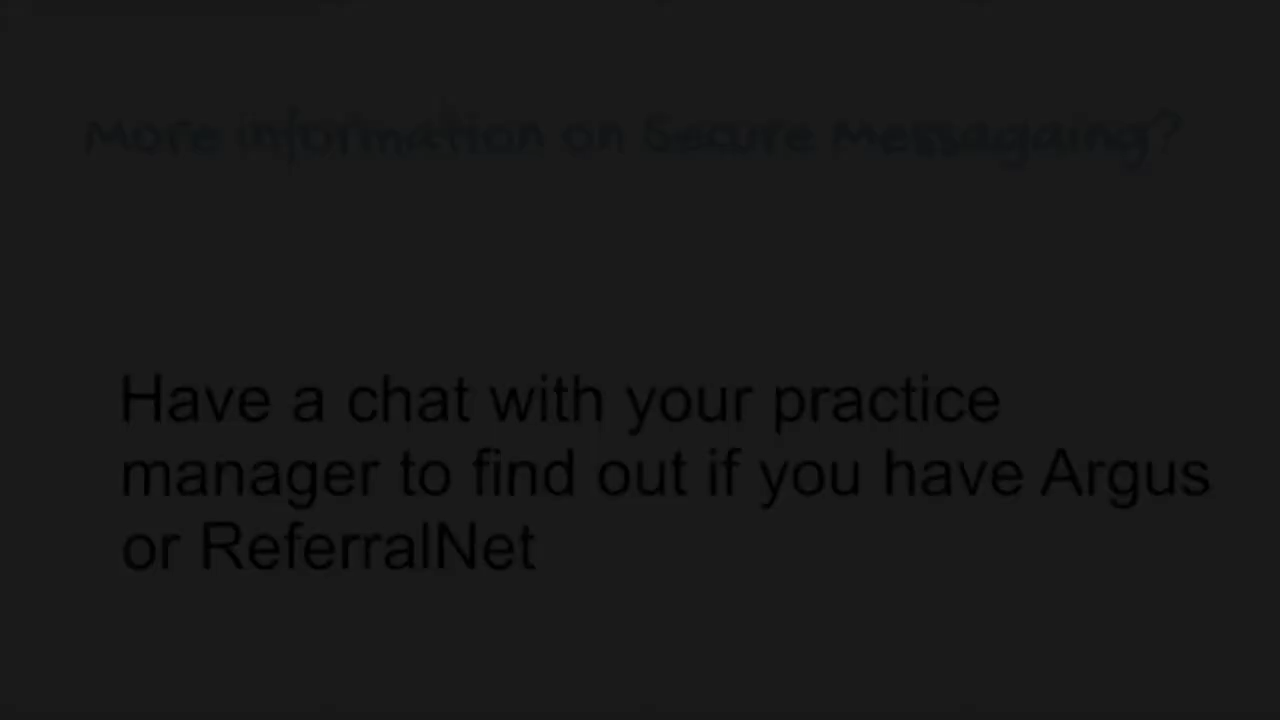 More information on Secure Messagaing?
Have a chat with your practice
manager to find out if you have Argus
or ReferralNet